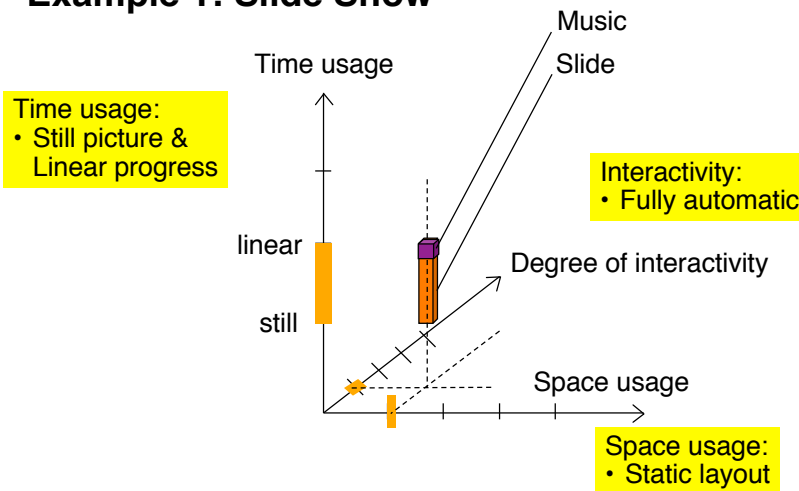 Example 1: Slide Show
Music
Time usage
Slide
Time usage:
• Still picture &
Linear progress
Interactivity:
• Fully automatic
linear
Degree of interactivity
still
Space usage
Space usage:
• Static layout